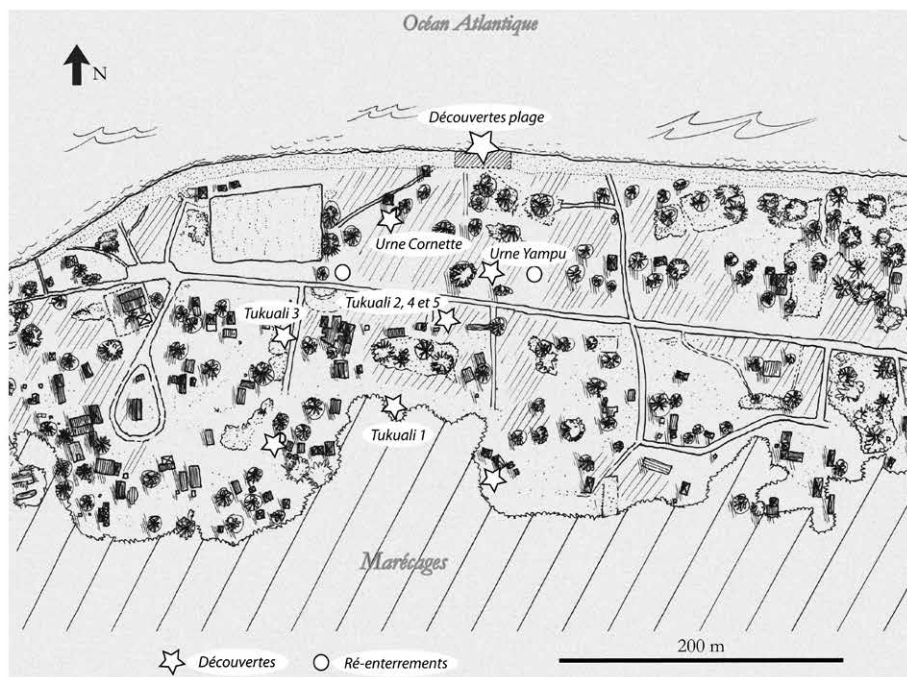 Océan Atlantique
N
Découvertes plage
Urne Cornette
Urne Yampu
Tukuali 2, 4 et 5
Tukuali 3
Tukuali 1
Marécages
Découvertes
Ré-enterrements
200 m